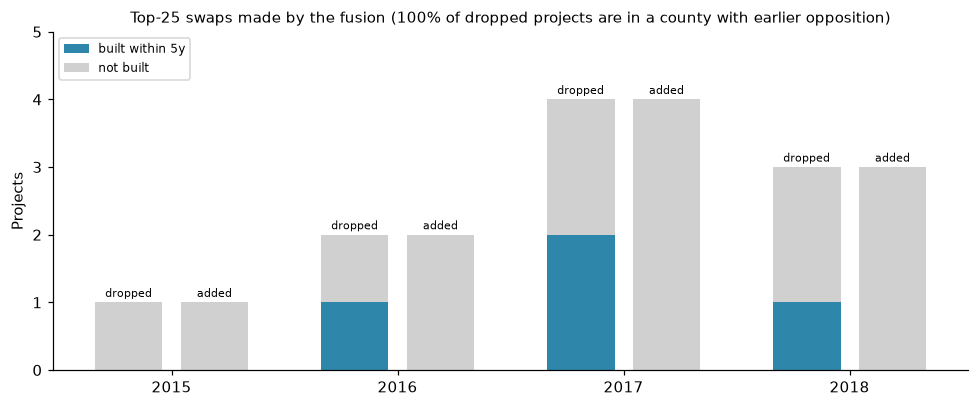 Top-25 swaps made by the fusion (100% of dropped projects are in a county with earlier opposition)
built within 5y
not built
Projects
5
4
3
2
1
0
dropped
added
dropped
added
dropped
added
dropped
added
2015
2016
2017
2018